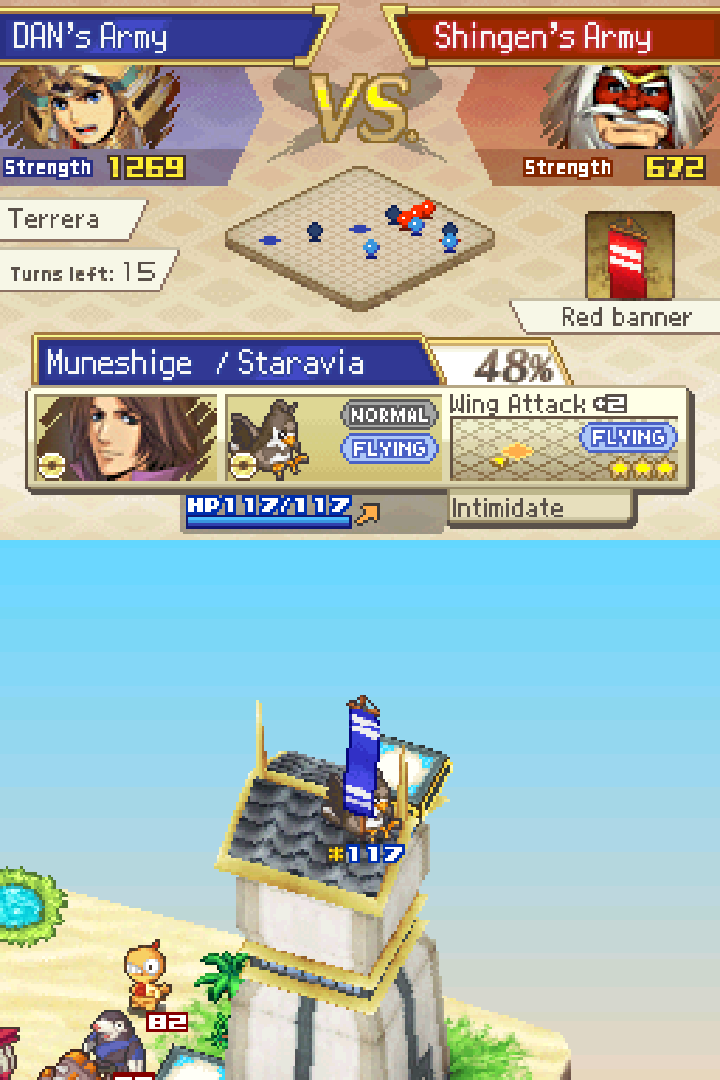 DAN's Army
Shingen's Army
VS.
Strength 1269
Strength 672
Terrera
Turns left: 15
Red banner
Muneshige / Staravia
48%
NORMAL
FLYING
Wing Attack 2
FLYING
HP117/117
Intimidate
*117
82